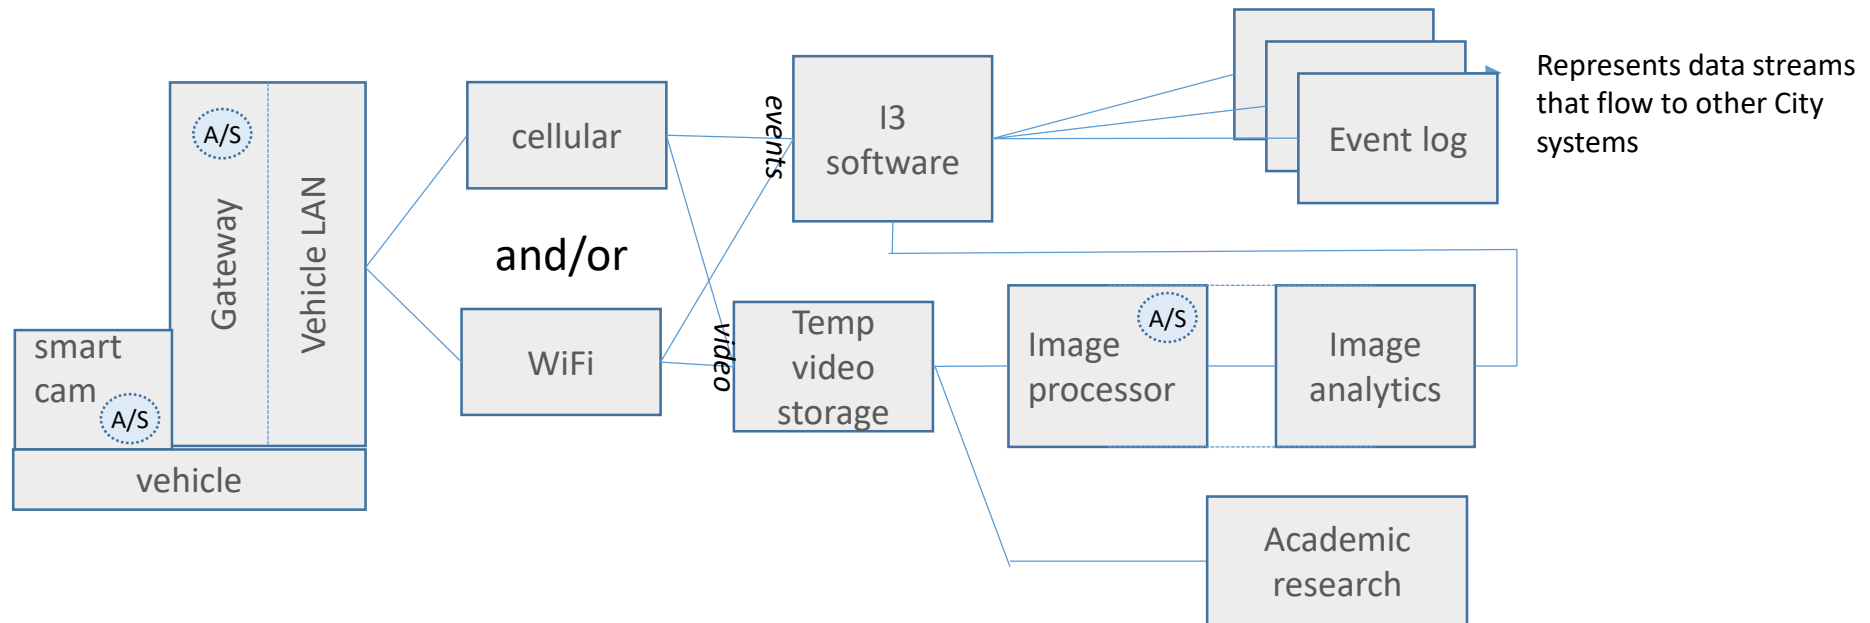 A/S
Gateway
Vehicle LAN
smart
cam
A/S
vehicle
cellular
and/or
WiFi
events
video
I3
software
Temp
video
storage
Event log
Represents data streams
that flow to other City
systems
Image
processor
A/S
Image
analytics
Academic
research